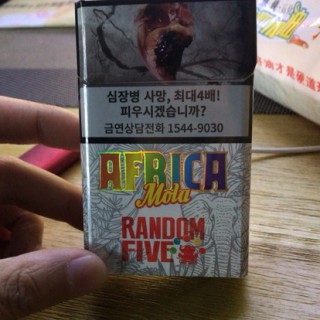 심장병 사망, 최대4배!
피우시겠습니까?
금연상담전화 1544-9030
AFRICA
Mola
RANDOM
FIVE